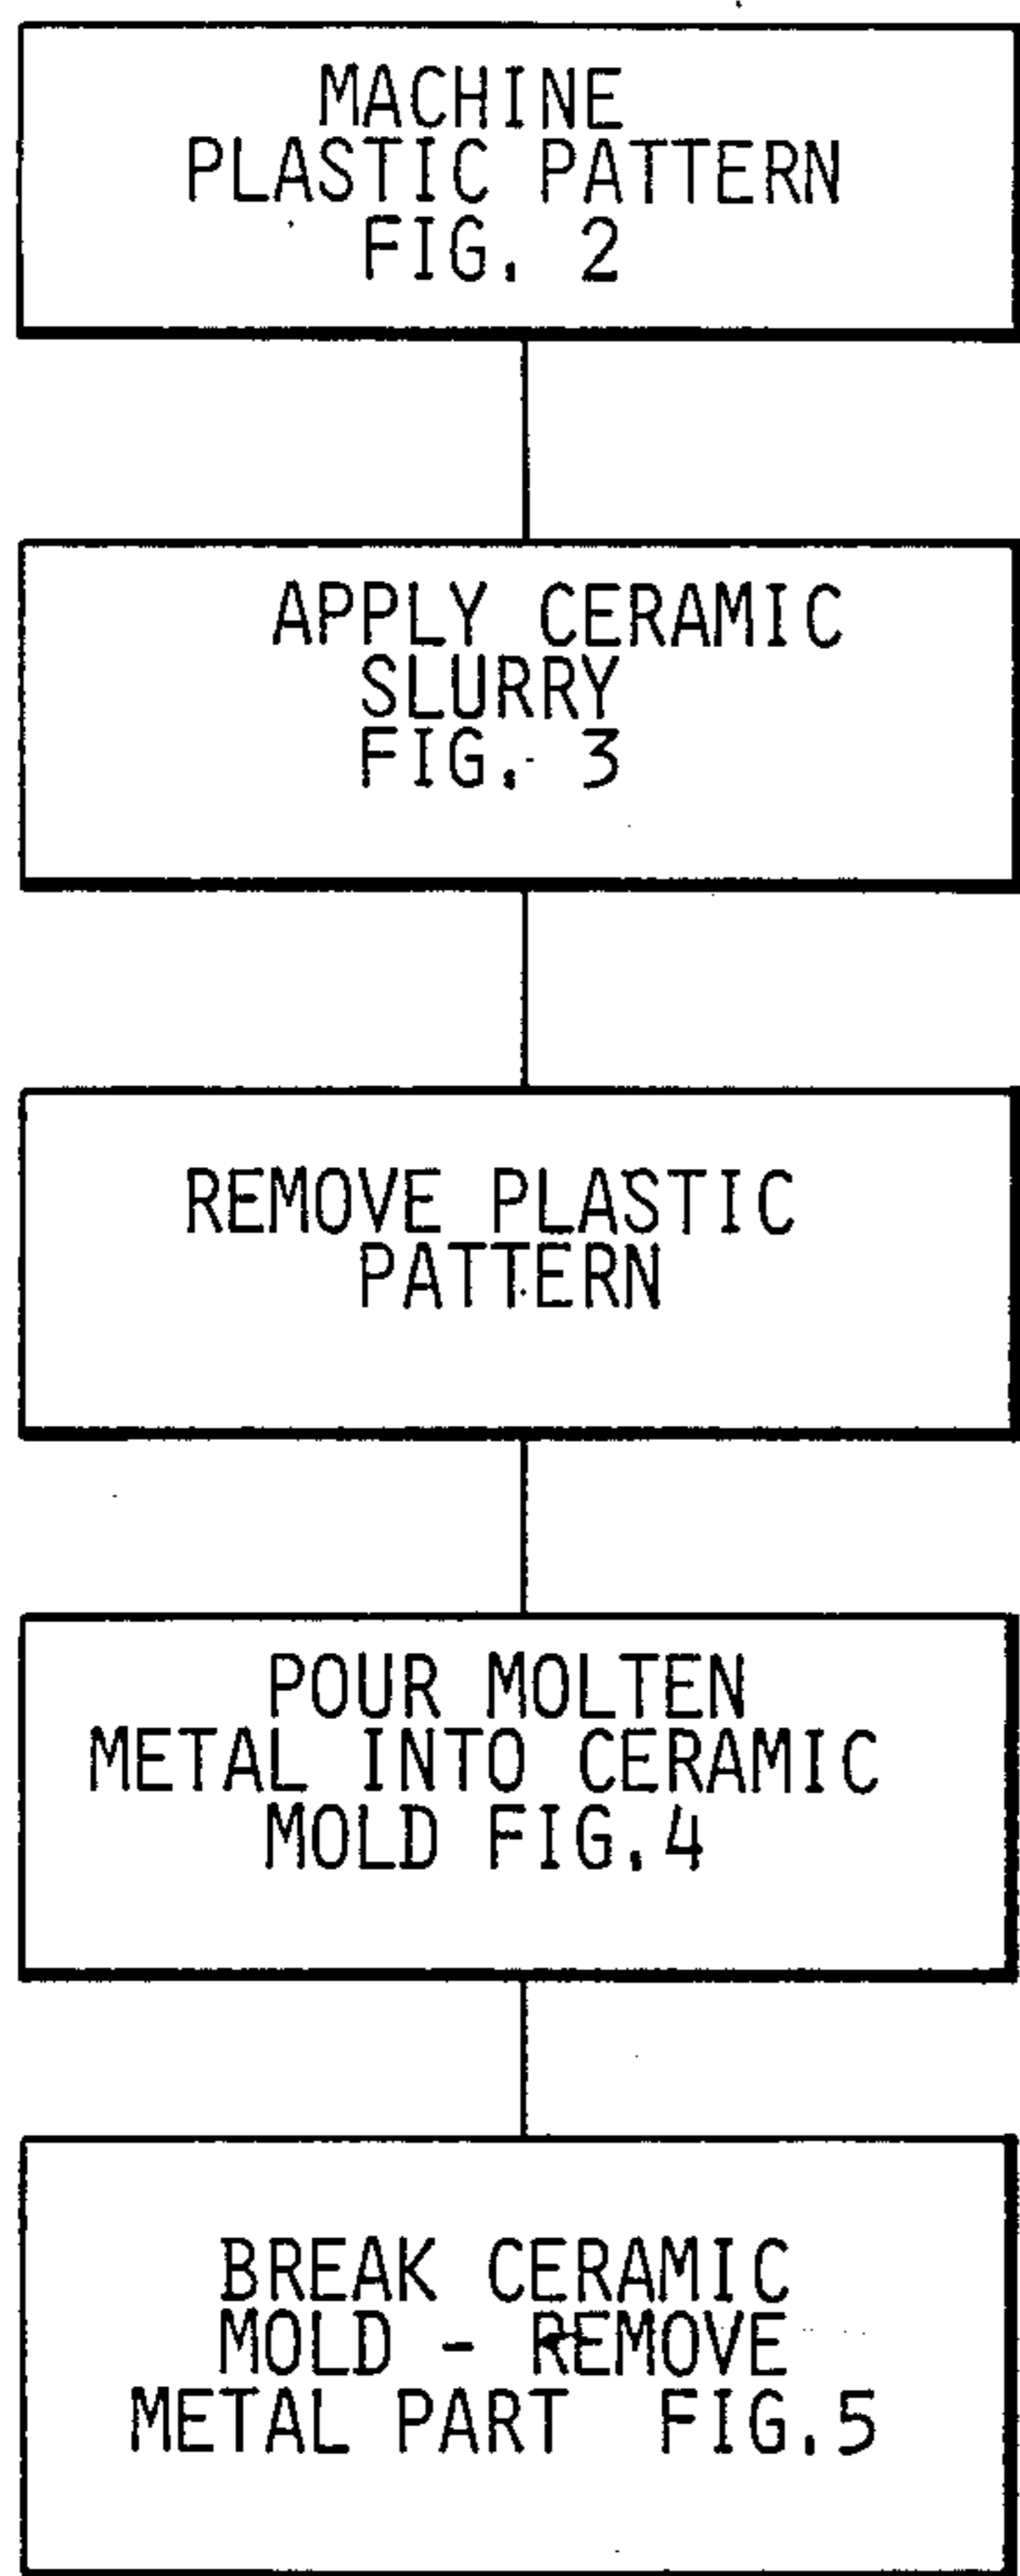 MACHINE
PLASTIC PATTERN
FIG. 2
APPLY CERAMIC
SLURRY
FIG. 3
REMOVE PLASTIC
PATTERN
POUR MOLTEN
METAL INTO CERAMIC
MOLD FIG.4
BREAK CERAMIC
MOLD - REMOVE
METAL PART FIG.5